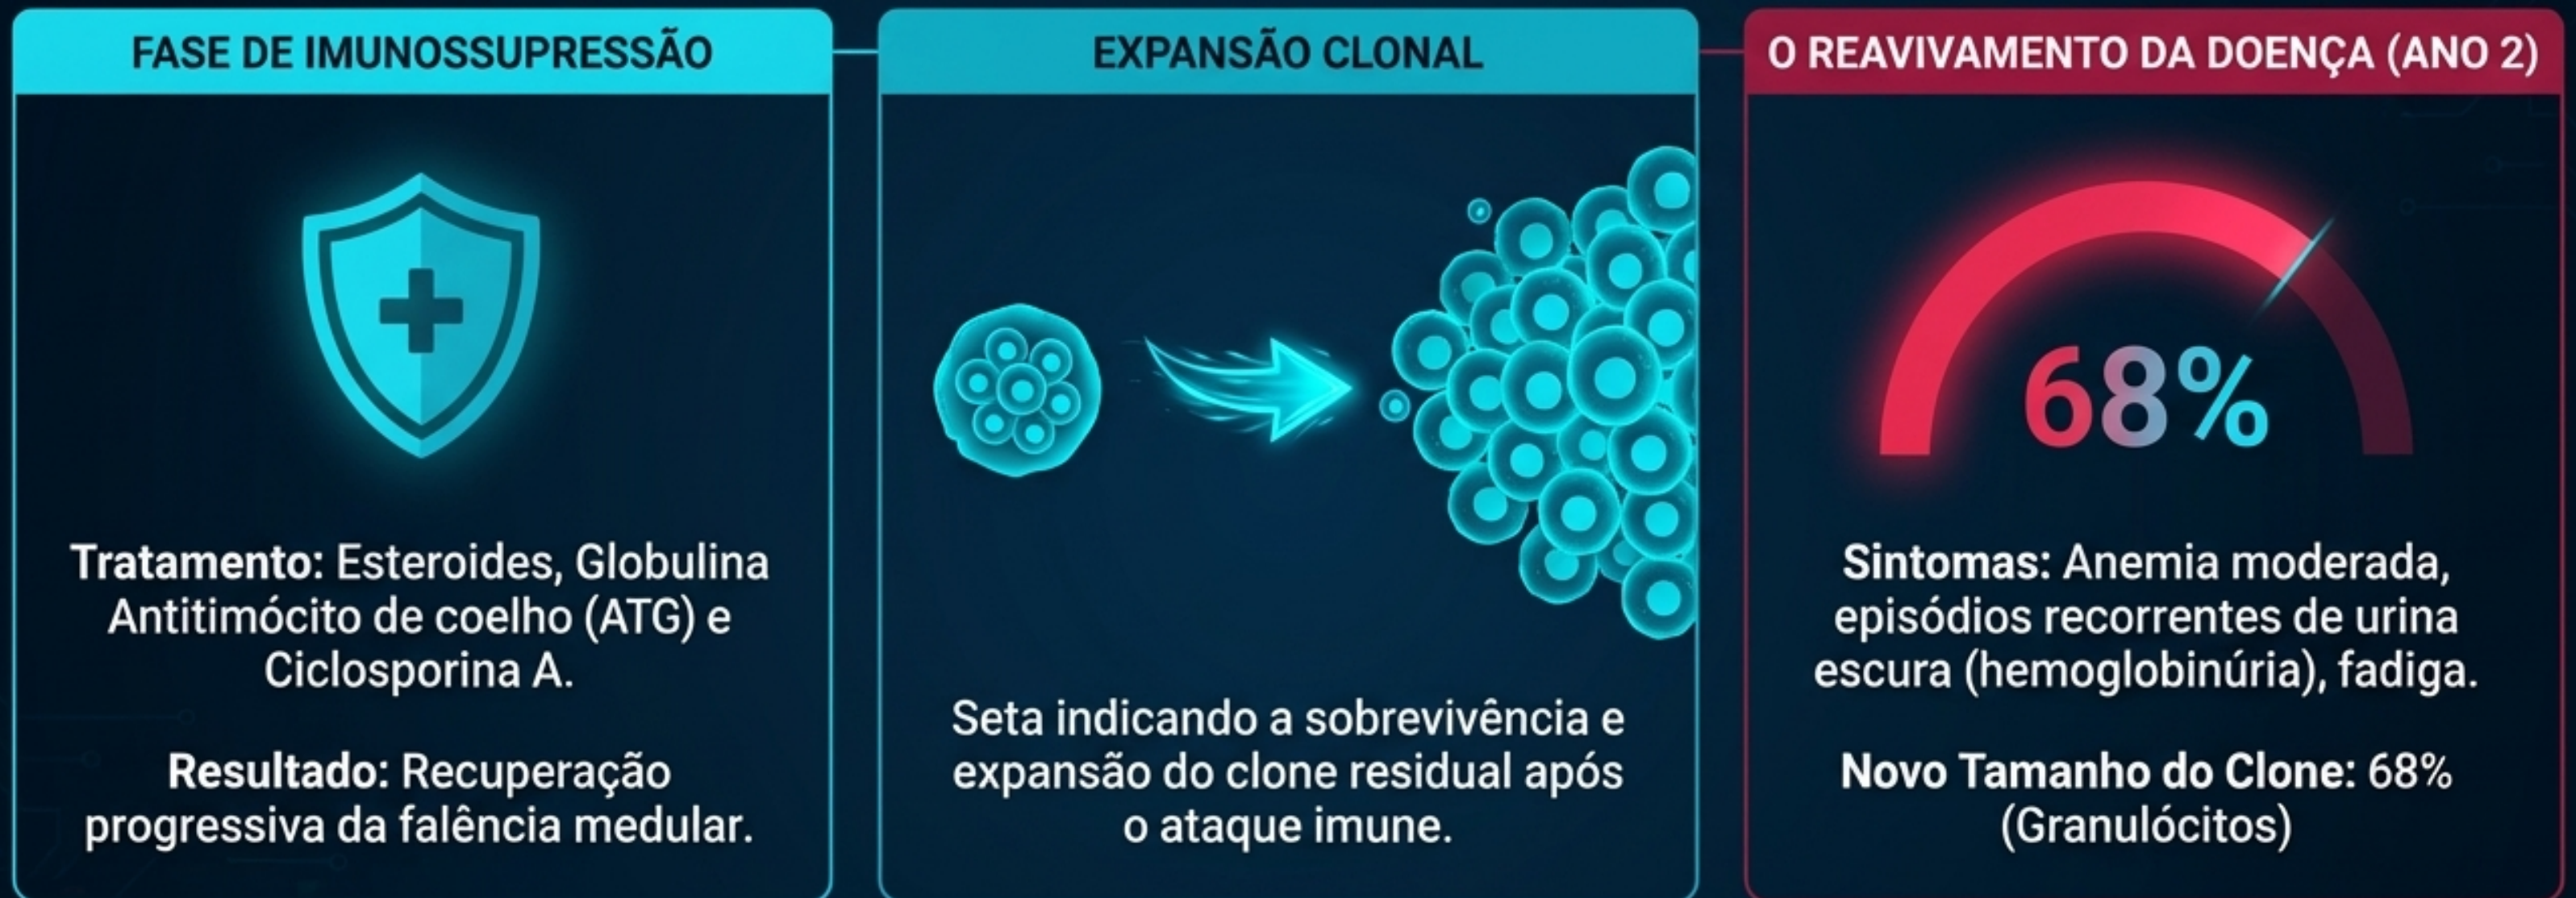 FASE DE IMUNOSSUPRESSÃO
Tratamento: Esteroides, Globulina
Antitimócito de coelho (ATG) e
Ciclosporina A.
Resultado: Recuperação
progressiva da falência medular.
EXPANSÃO CLONAL
Seta indicando a sobrevivência e
expansão do clone residual após
o ataque imune.
O REAVIVAMENTO DA DOENÇA (ANO 2)
68%
Sintomas: Anemia moderada,
episódios recorrentes de urina
escura (hemoglobinúria), fadiga.
Novo Tamanho do Clone: 68%
(Granulócitos)